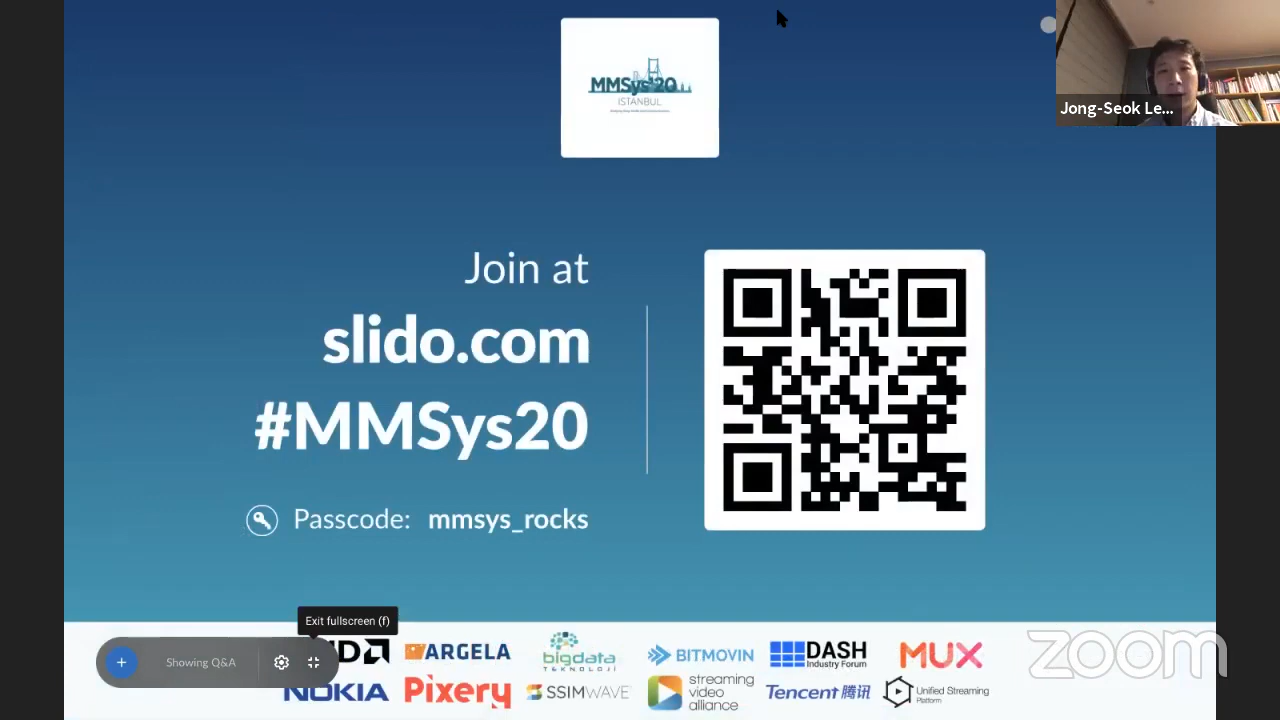 MMSys'20
ISTANBUL
Jong-Seok Le...
Join at
slido.com
#MMSys20
Passcode: mmsys_rocks
Exit fullscreen (f)
Showing Q&A
ARGELA
bigdata
TEKNOLOJİ
BITMOVIN
DASH
Industry Forum
MUX
NOKIA
Pixery
SSIMWAVE
streaming
video
alliance
Tencent 腾讯
Unified Streaming
Platform
zoom